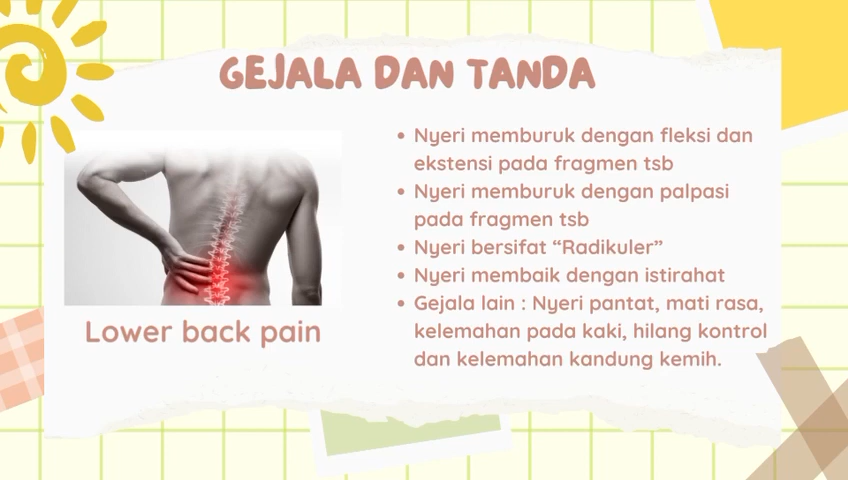 GEJALA DAN TANDA
Nyeri memburuk dengan fleksi dan
ekstensi pada fragmen tsb
Nyeri memburuk dengan palpasi
pada fragmen tsb
Nyeri bersifat “Radikuler”
Nyeri membaik dengan istirahat
Gejala lain : Nyeri pantat, mati rasa,
kelemahan pada kaki, hilang kontrol
dan kelemahan kandung kemih.
Lower back pain